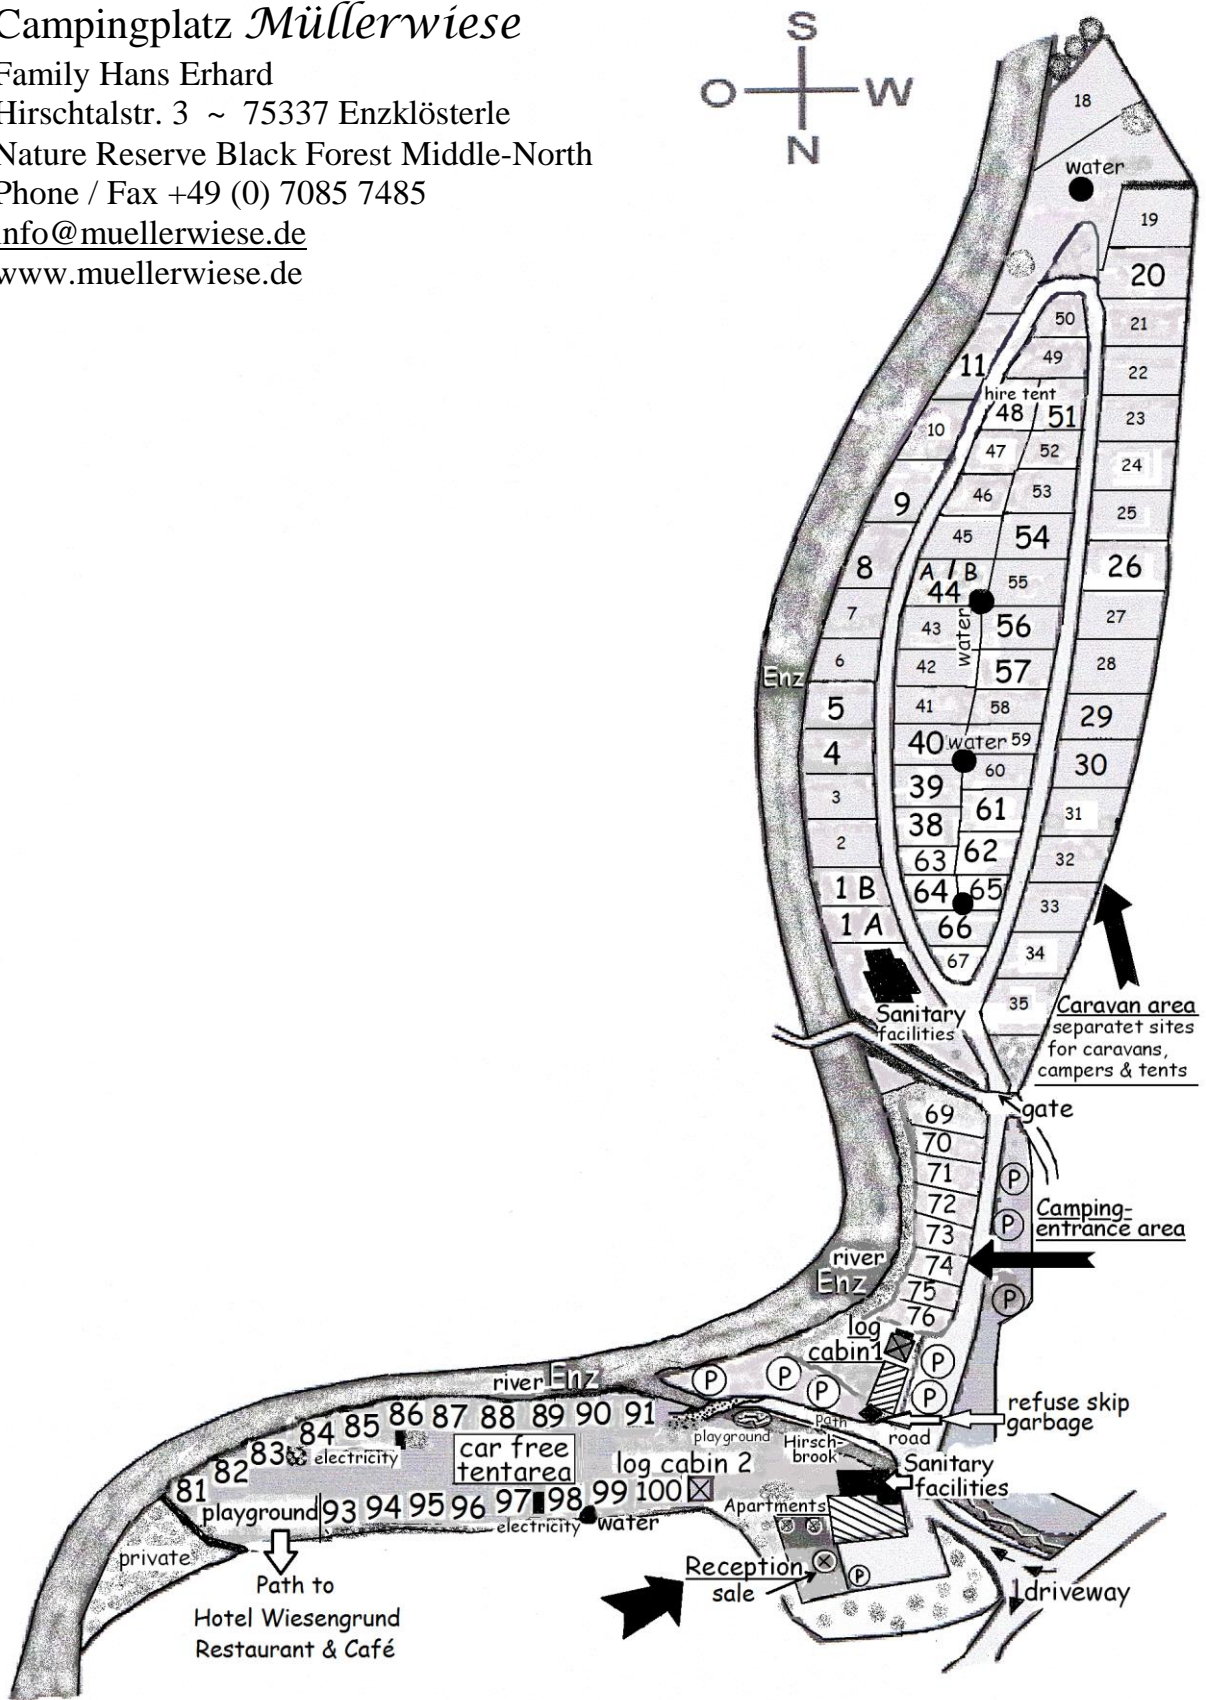 Campingplatz Müllerwiese
Family Hans Erhard
Hirschtalstr. 3 ~ 75337 Enzklösterle
Nature Reserve Black Forest Middle-North
Phone / Fax +49 (0) 7085 7485
info@muellerwiese.de
www.muellerwiese.de
S
O W
N
18
water
19
20
21
22
23
24
25
26
27
28
29
30
31
32
33
34
35
50
49
hire tent
48 51
47 52
46 53
45 54
A / B
44 55
43 56
water
42 57
41 58
40 water 59
39 60
38 61
63 62
64 65
66
67
11
10
9
8
7
6
Enz
5
4
3
2
1 B
1 A
Sanitary
facilities
Caravan area
separatet sites
for caravans,
campers & tents
gate
69
70
71
72
73
74
75
76
P
P
P
Camping-
entrance area
river
Enz
log
cabin1
P P P P P
refuse skip
garbage
path
road
river Enz
81 82 83 84 85 86 87 88 89 90 91
electricity
car free
tentarea
playground
Hirsch-
brook
log cabin 2
Sanitary
facilities
playground 93 94 95 96 97 98 99 100
electricity
water
Apartments
private
Path to
Hotel Wiesengrund
Restaurant & Café
Reception
sale
P
driveway